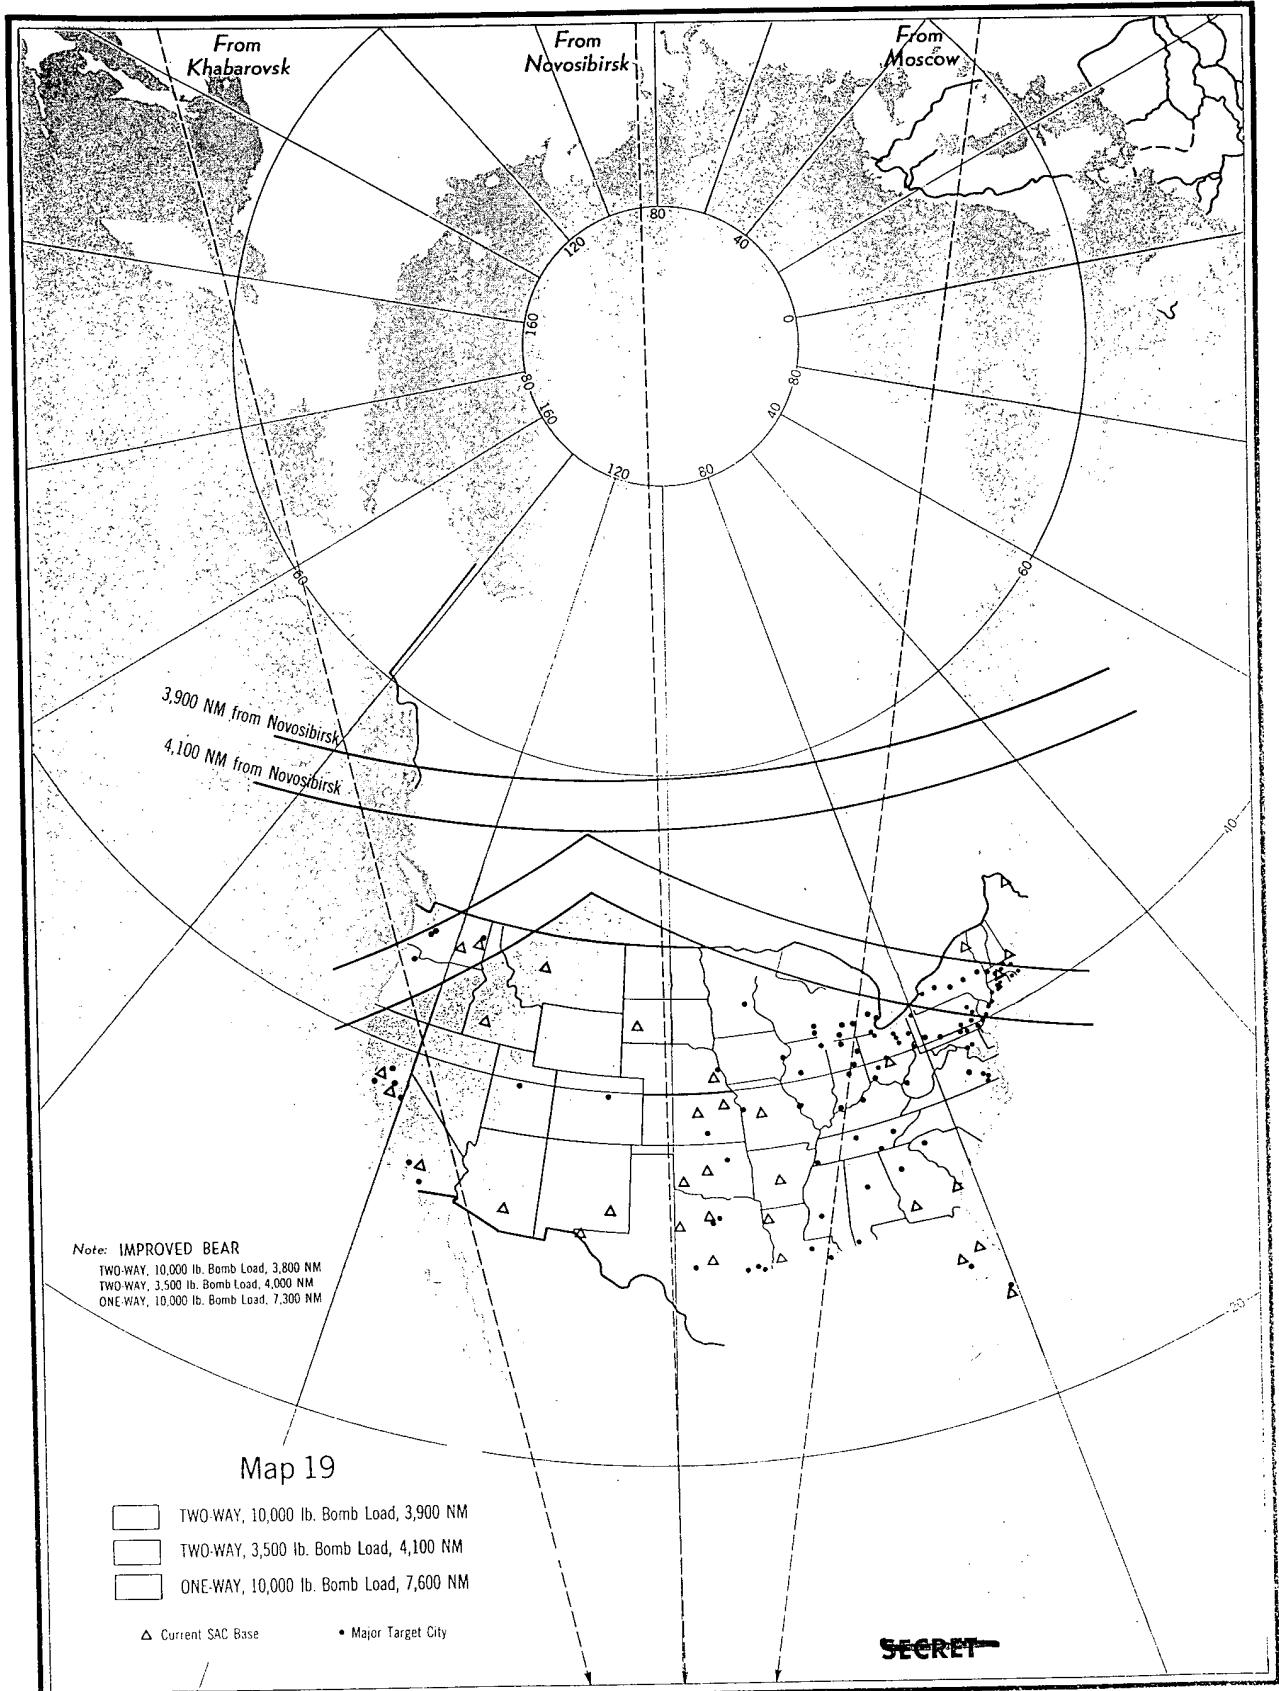 From
Khabarovsk
From
Novosibirsk
From
Moscow
80
120
40
160
0
80
80
160
40
120
80
60
60
3,900 NM from Novosibirsk
4,100 NM from Novosibirsk
40
Note: IMPROVED BEAR
TWO-WAY, 10,000 lb. Bomb Load, 3,800 NM
TWO-WAY, 3,500 lb. Bomb Load, 4,000 NM
ONE-WAY, 10,000 lb. Bomb Load, 7,300 NM
20
Map 19
TWO-WAY, 10,000 lb. Bomb Load, 3,900 NM
TWO-WAY, 3,500 lb. Bomb Load, 4,100 NM
ONE-WAY, 10,000 lb. Bomb Load, 7,600 NM
Current SAC Base
Major Target City
SECRET